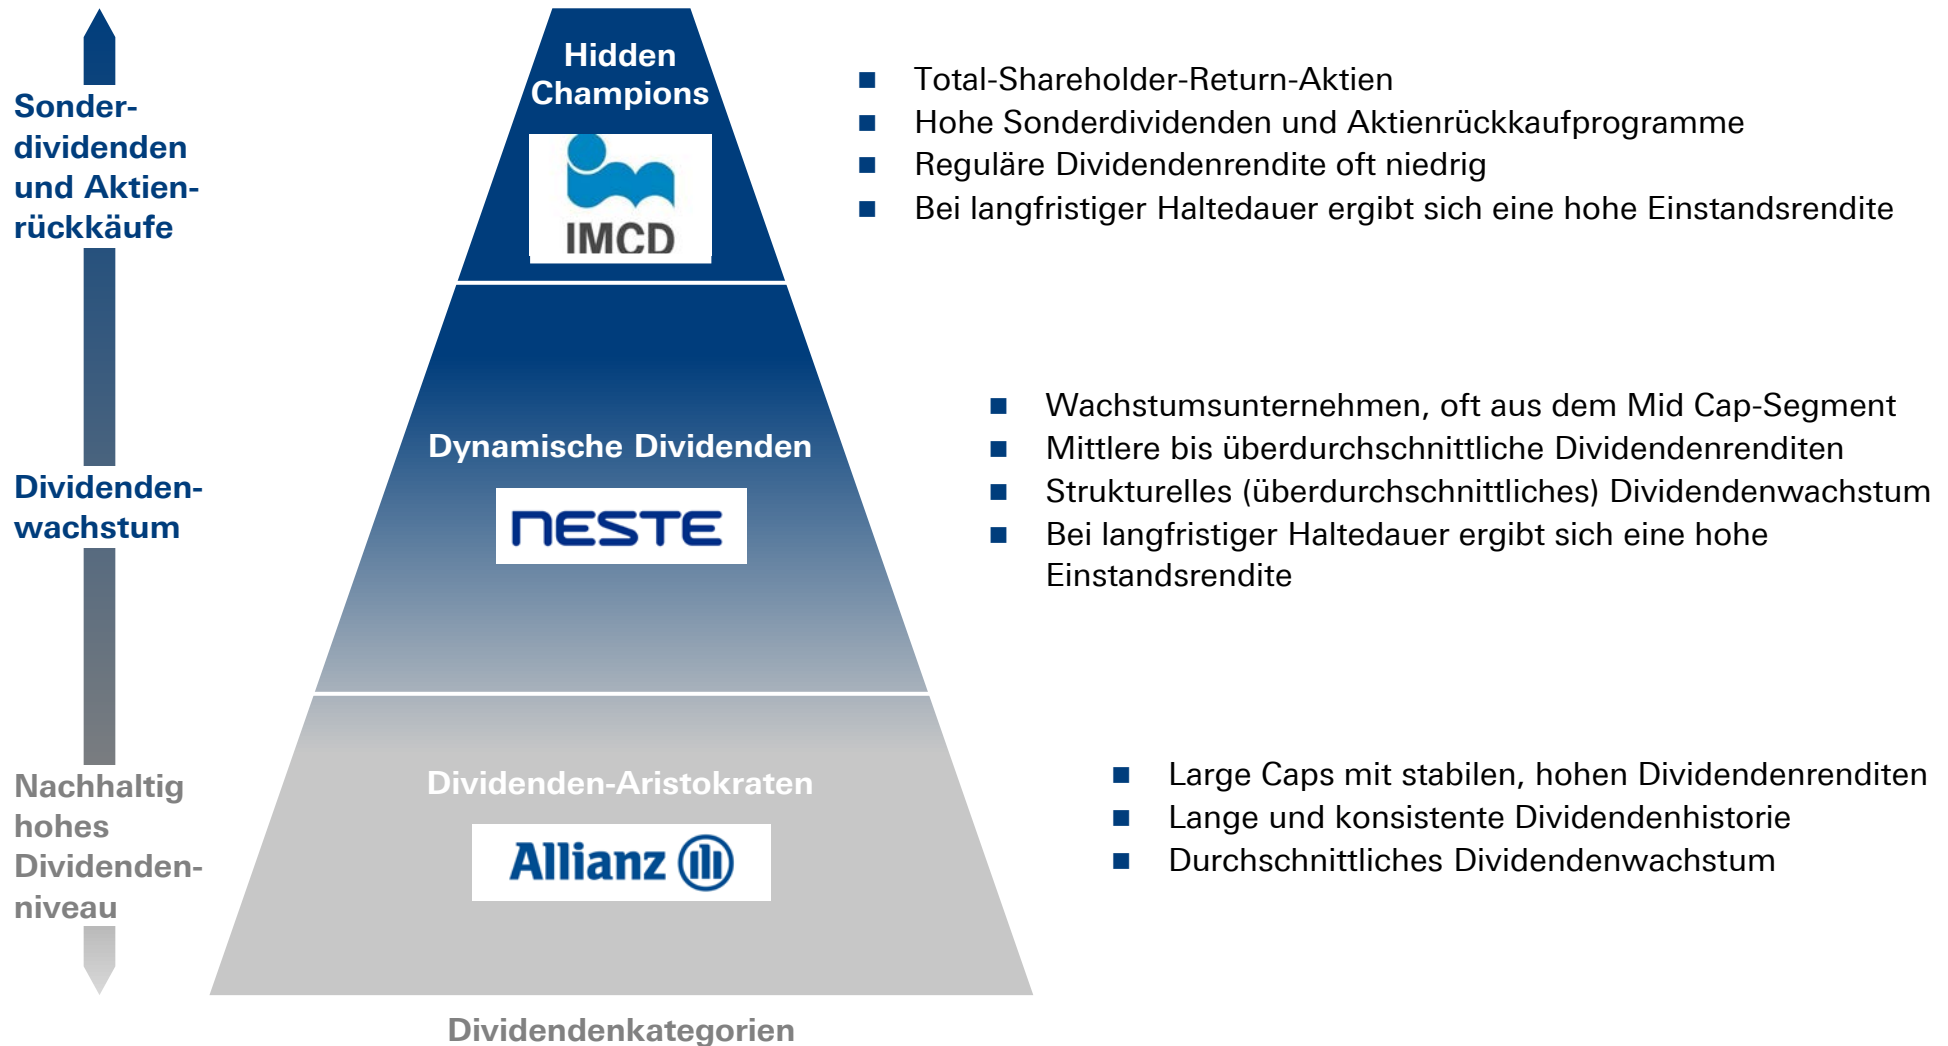 Sonder-
dividenden
und Aktien-
rückkäufe
Hidden
Champions
IMCD
Total-Shareholder-Return-Aktien
Hohe Sonderdividenden und Aktienrückkaufprogramme
Reguläre Dividendenrendite oft niedrig
Bei langfristiger Haltedauer ergibt sich eine hohe Einstandsrendite
Dividenden-
wachstum
Dynamische Dividenden
NESTE
Wachstumsunternehmen, oft aus dem Mid Cap-Segment
Mittlere bis überdurchschnittliche Dividendenrenditen
Strukturelles (überdurchschnittliches) Dividendenwachstum
Bei langfristiger Haltedauer ergibt sich eine hohe
Einstandsrendite
Nachhaltig
hohes
Dividenden-
niveau
Dividenden-Aristokraten
Allianz
Large Caps mit stabilen, hohen Dividendenrenditen
Lange und konsistente Dividendenhistorie
Durchschnittliches Dividendenwachstum
Dividendenkategorien